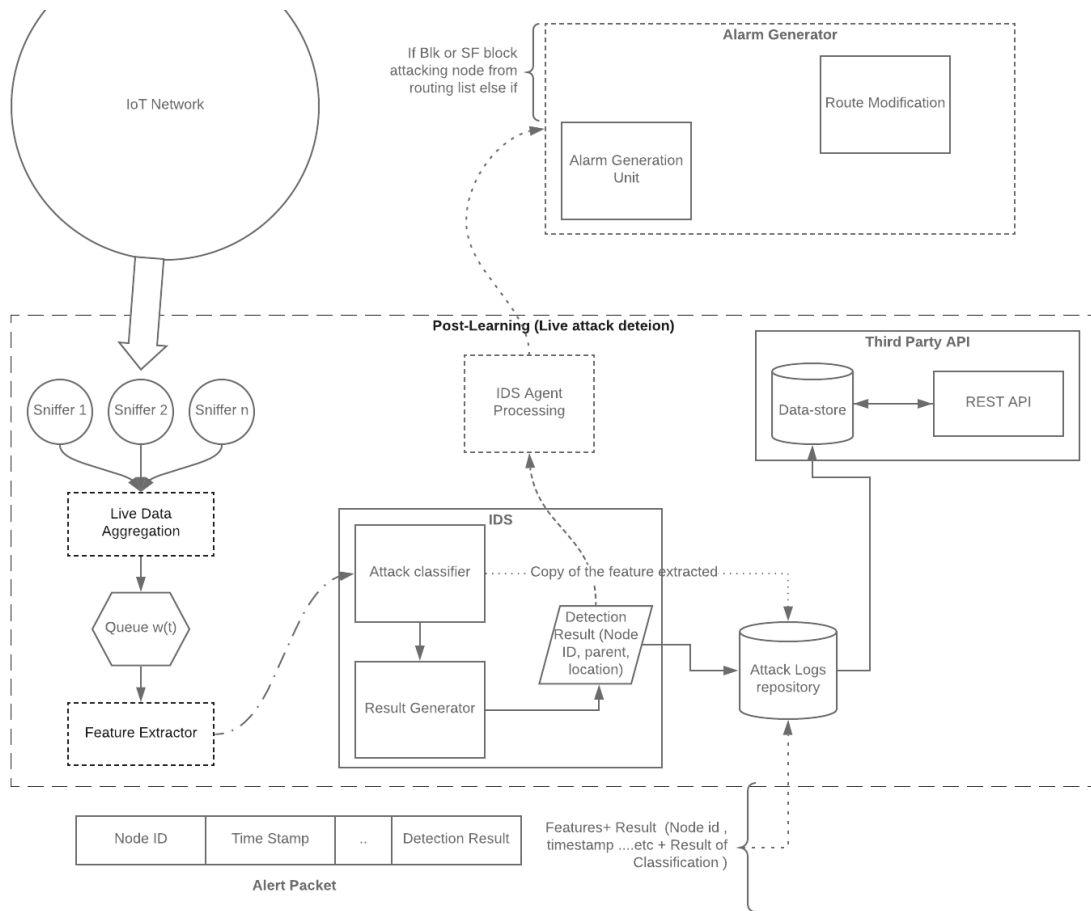 IoT Network
If Blk or SF block
attacking node from
routing list else if
Alarm Generator
Route Modification
Alarm Generation
Unit
Post-Learning (Live attack deteion)
Third Party API
Data-store
REST API
IDS Agent
Processing
Sniffer 1
Sniffer 2
Sniffer n
Live Data
Aggregation
Queue w(t)
Feature Extractor
IDS
Attack classifier
Copy of the feature extracted
Detection
Result (Node
ID, parent,
location)
Result Generator
Attack Logs
repository
Node ID
Time Stamp
..
Detection Result
Alert Packet
Features+ Result (Node id ,
timestamp ....etc + Result of
Classification )